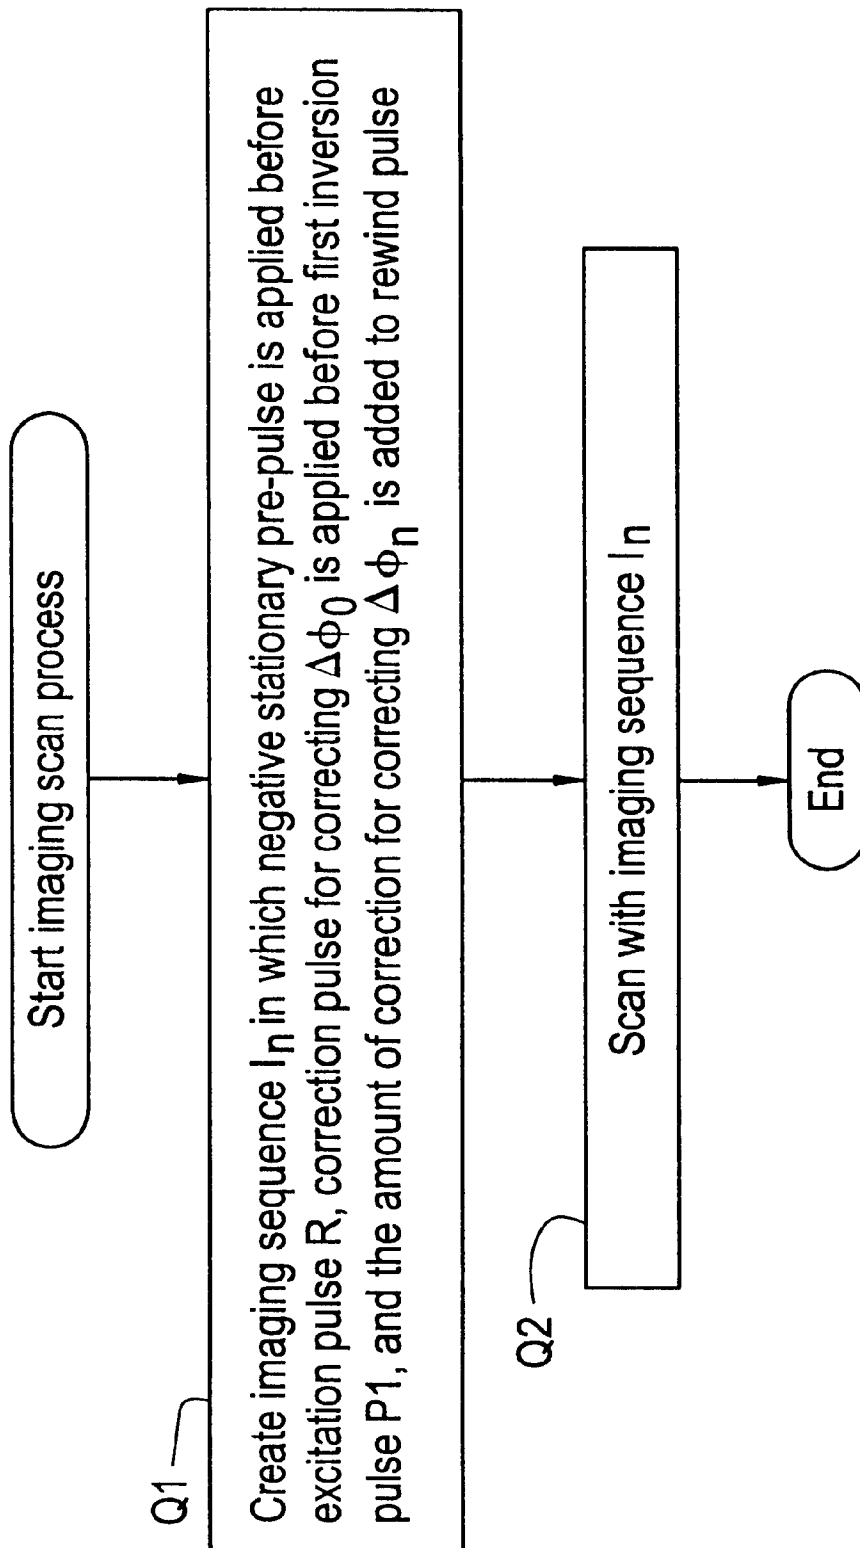 Start imaging scan process
Q1
Create imaging sequence Iₙ in which negative stationary pre-pulse is applied before
excitation pulse R, correction pulse for correcting Δϕ₀ is applied before first inversion
pulse P1, and the amount of correction for correcting Δϕₙ is added to rewind pulse
Q2
Scan with imaging sequence Iₙ
End